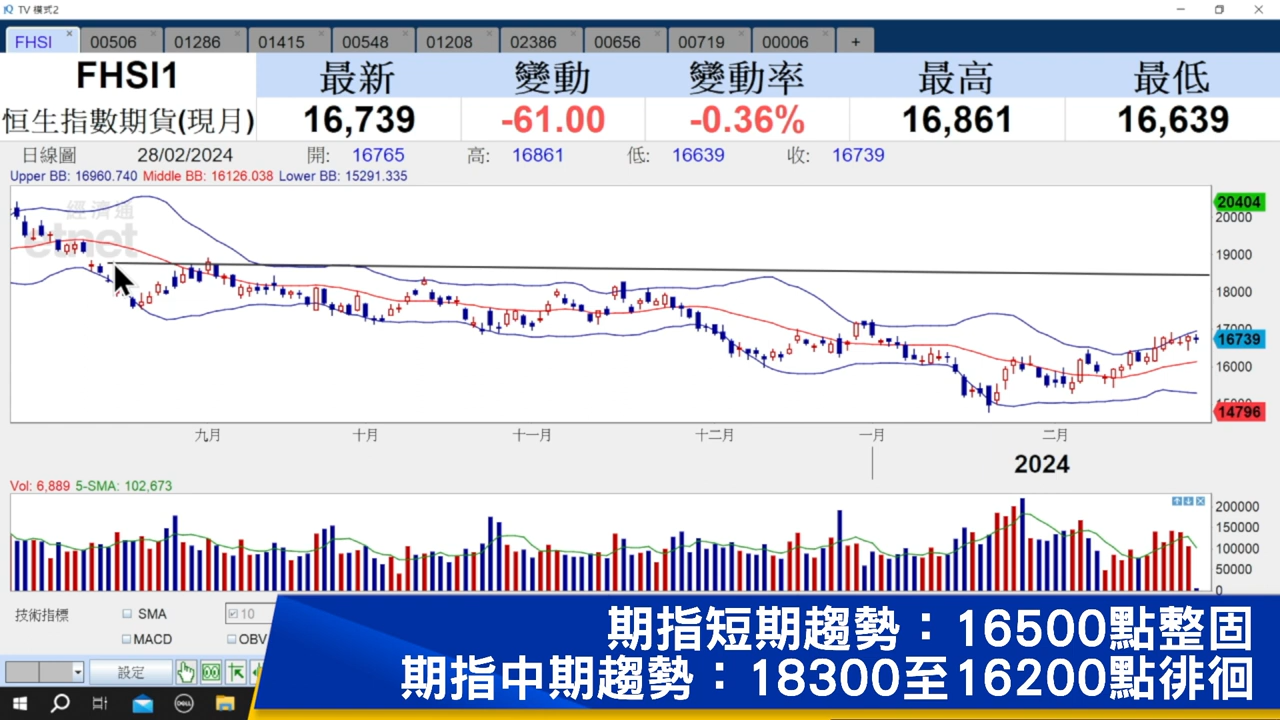 TV 模式2
FHSI 00506 01286 01415 00548 01208 02386 00656 00719 00006 +
FHSI1 最新 變動 變動率 最高 最低
恒生指數期貨(現月) 16,739 -61.00 -0.36% 16,861 16,639
日線圖 28/02/2024 開: 16765 高: 16861 低: 16639 收: 16739
Upper BB: 16960.740 Middle BB: 16126.038 Lower BB: 15291.335
經濟通
etnet
20404
20000
19000
18000
17000
16739
16000
15000
14796
九月 十月 十一月 十二月 一月 二月
2024
Vol: 6,889 5-SMA: 102,673
200000
150000
100000
50000
0
技術指標 SMA 10
MACD OBV
設定
期指短期趨勢：16500點整固
期指中期趨勢：18300至16200點徘徊
DELL